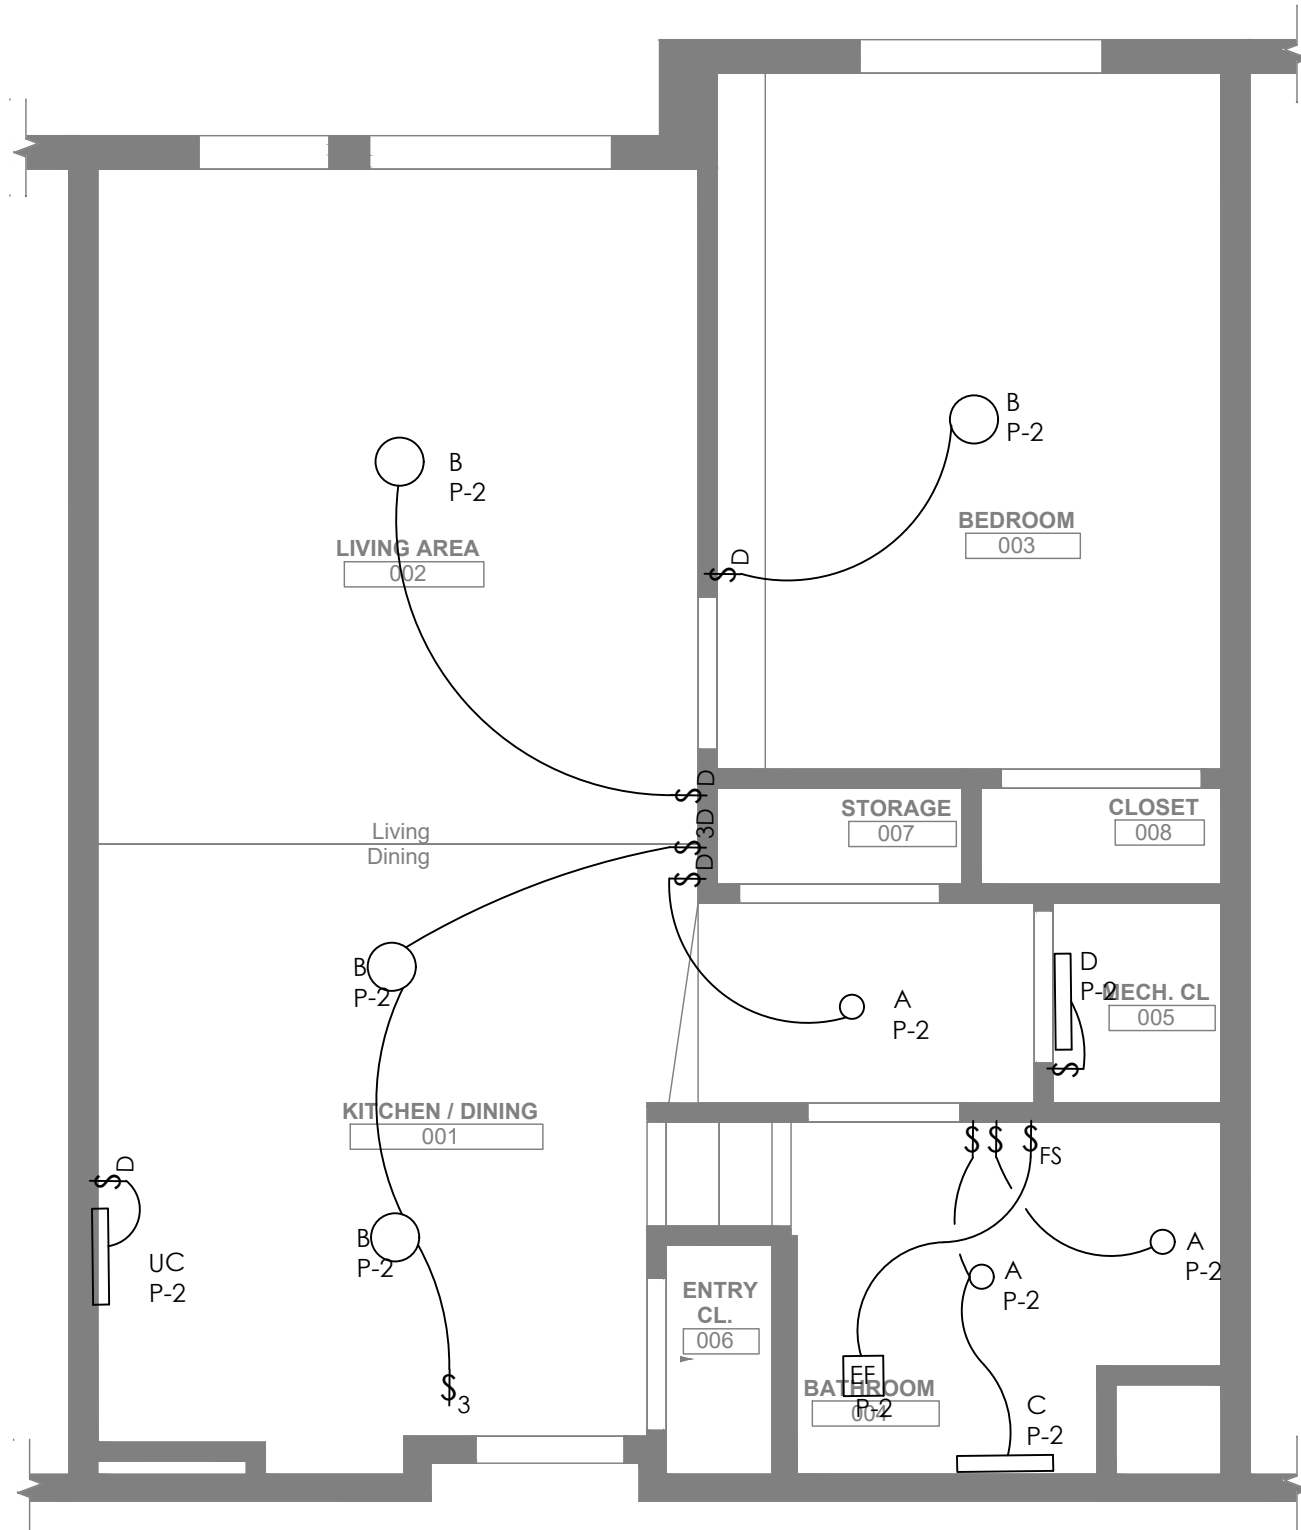 B
P-2
BEDROOM
003
B
P-2
LIVING AREA
002
$D
$D
$3D
$D
Living
Dining
STORAGE
007
CLOSET
008
B
P-2
A
P-2
D
P-2
MECH. CL
005
$
KITCHEN / DINING
001
$ $ $FS
$D
UC
P-2
B
P-2
A
P-2
A
P-2
ENTRY
CL.
006
EF
P-2
BATHROOM
004
$3
C
P-2